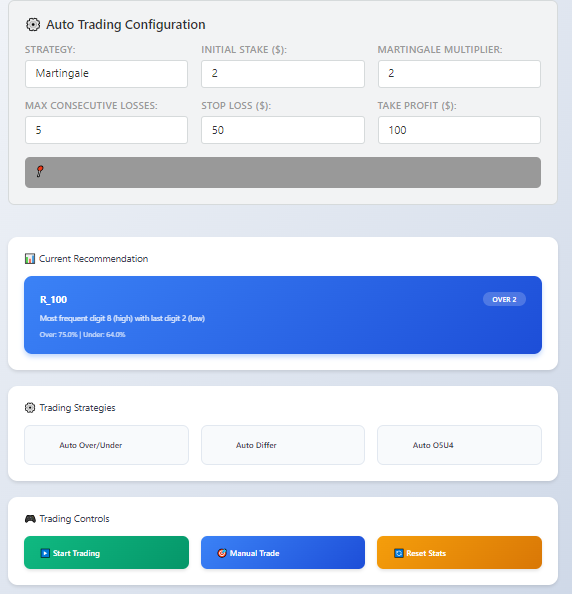 Auto Trading Configuration
STRATEGY: INITIAL STAKE ($): MARTINGALE MULTIPLIER:
Martingale 2 2
MAX CONSECUTIVE LOSSES: STOP LOSS ($): TAKE PROFIT ($):
5 50 100
Current Recommendation
R_100 OVER 2
Most frequent digit 8 (high) with last digit 2 (low)
Over: 75.0% | Under: 64.0%
Trading Strategies
Auto Over/Under Auto Differ Auto O5U4
Trading Controls
Start Trading Manual Trade Reset Stats